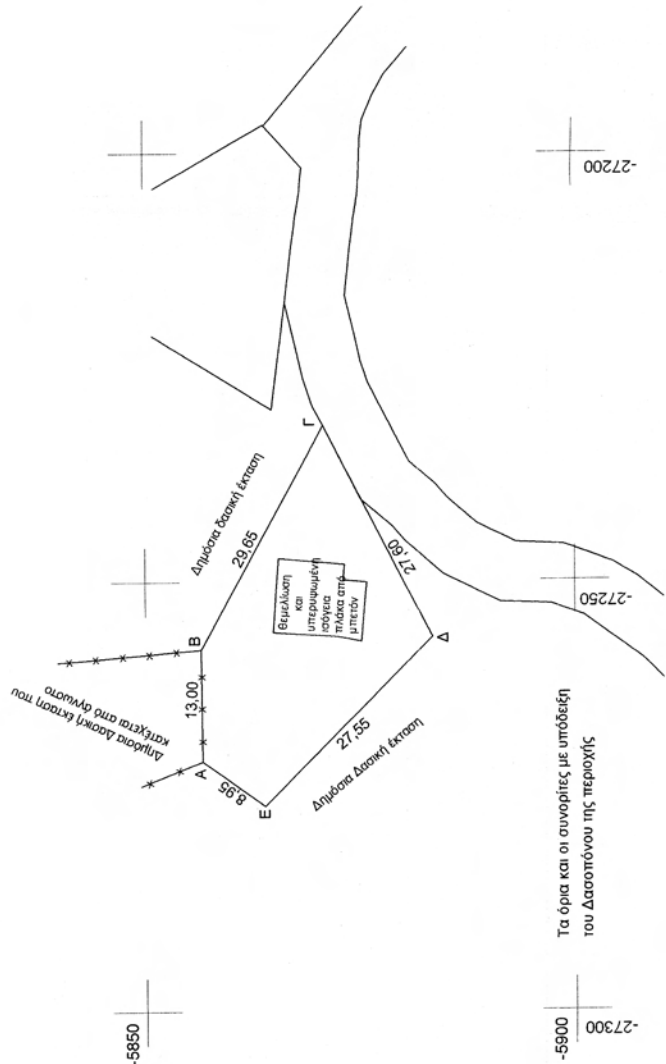 Δημόσια Δασική έκταση που
κατέχεται από άγνωστο
Β
13,00
Α
8,95
Ε
Δημόσια δασική έκταση
29,65
Γ
θεμελίωση
και
υπερυψωμένη
ισόγεια
πλάκα από
μπετόν
27,60
Δ
27,55
Δημόσια Δασική έκταση
Τα όρια και οι συνορίτες με υπόδειξη
του Δασοπόνου της περιοχής
-5850
-5900
-27300
-27250
-27200